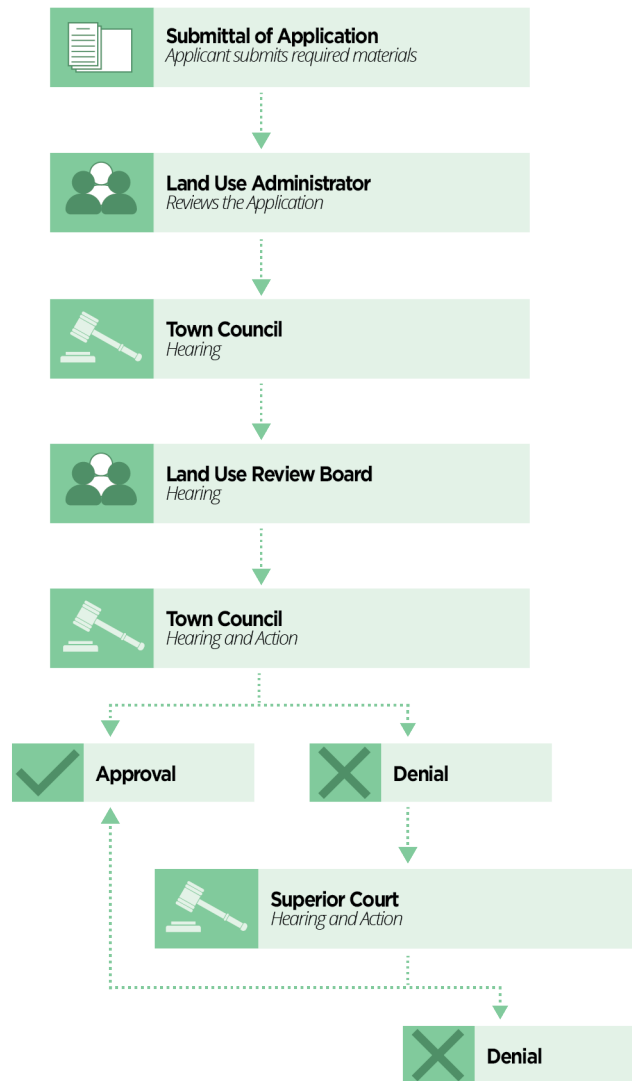 Submittal of Application
Applicant submits required materials
Land Use Administrator
Reviews the Application
Town Council
Hearing
Land Use Review Board
Hearing
Town Council
Hearing and Action
Approval
Denial
Superior Court
Hearing and Action
Denial